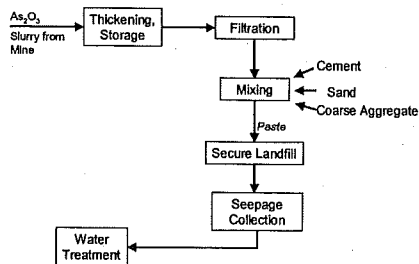 As₂O₃
Slurry from
Mine
Thickening,
Storage
Filtration
Mixing
Cement
Sand
Coarse Aggregate
Paste
Secure Landfill
Seepage
Collection
Water
Treatment